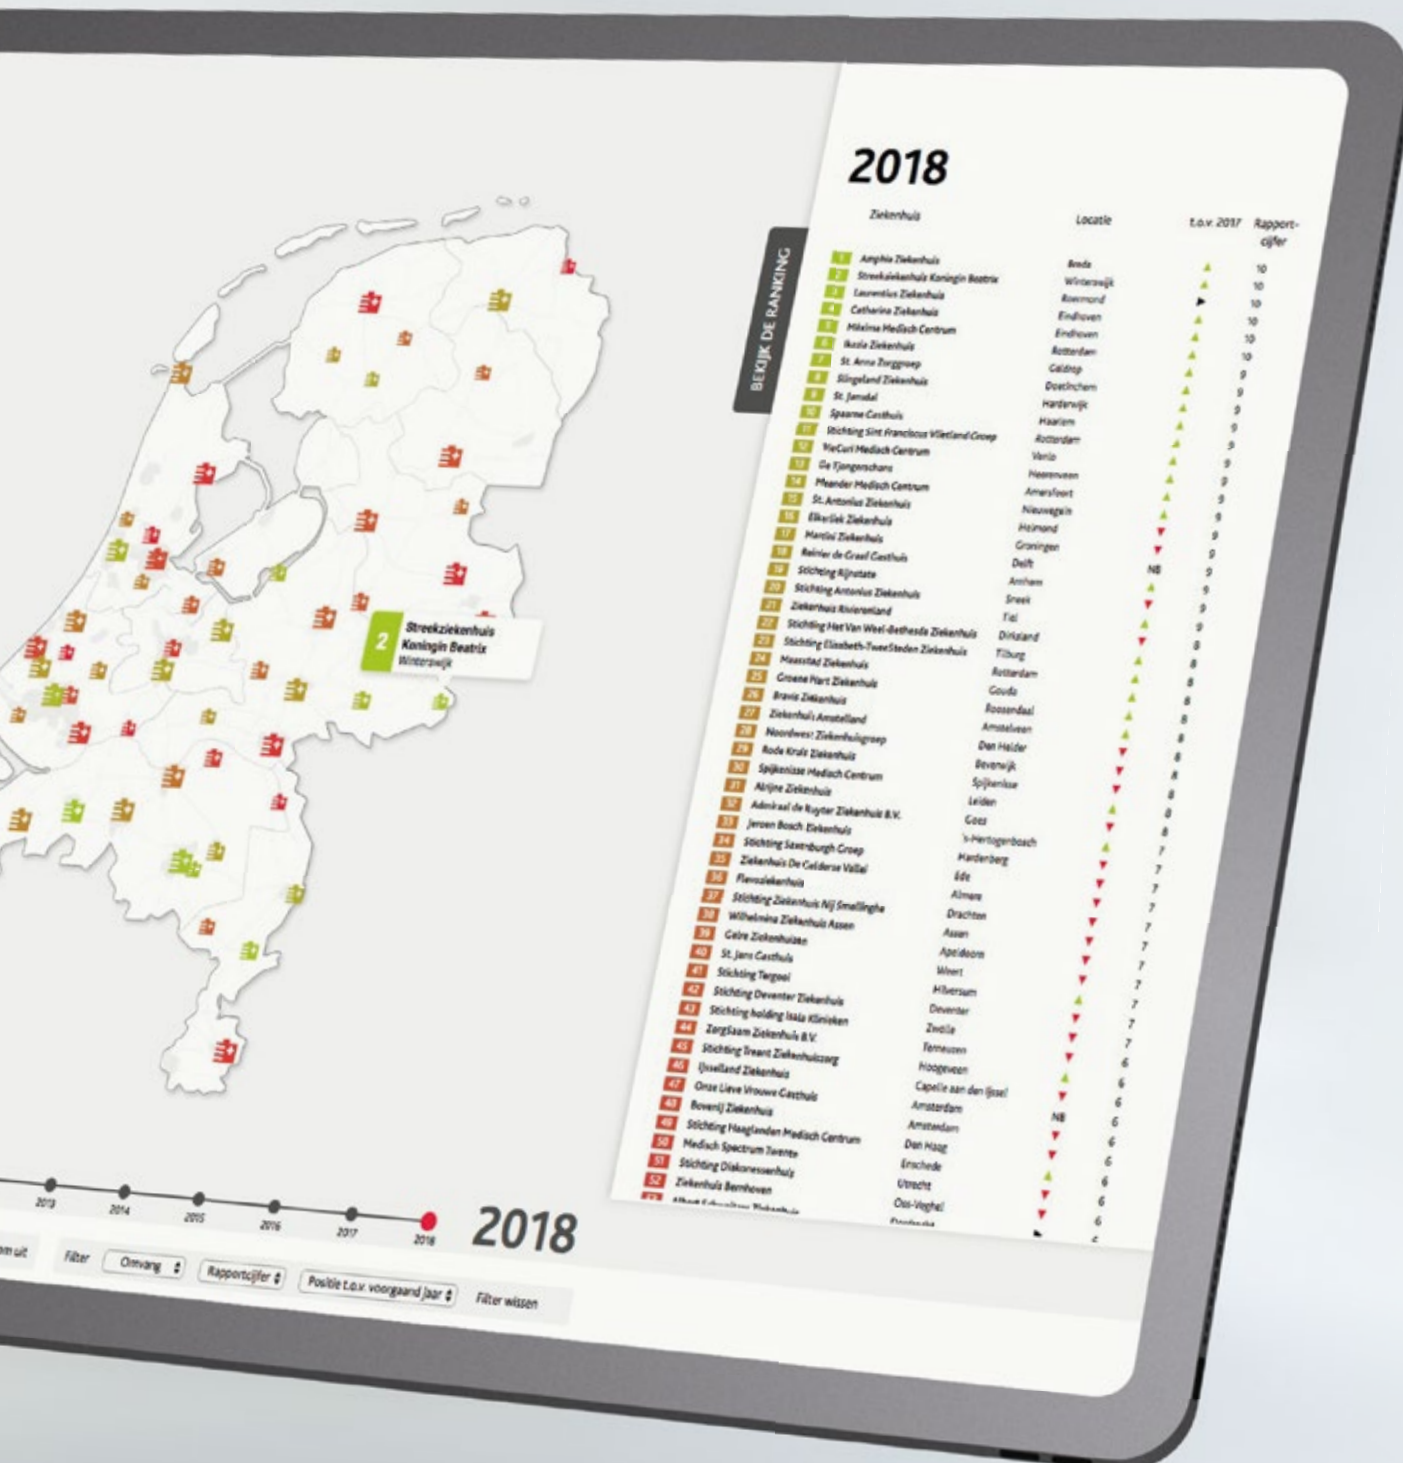 2018
Ziekenhuis Locatie t.o.v. 2017 Rapport-
cijfer
BEKIJK DE RANKING
1 Amphia Ziekenhuis Breda 10
2 Streekziekenhuis Koningin Beatrix Winterswijk 10
3 Laurentius Ziekenhuis Roermond 10
4 Catharina Ziekenhuis Eindhoven 10
5 Máxima Medisch Centrum Eindhoven 10
6 Ikazia Ziekenhuis Rotterdam 10
7 St. Anna Zorggroep Geldrop 9
8 Slingeland Ziekenhuis Doetinchem 9
9 St. Jansdal Harderwijk 9
10 Spaarne Gasthuis Haarlem 9
11 Stichting Sint Franciscus Vlietland Groep Rotterdam 9
12 VieCuri Medisch Centrum Venlo 9
13 De Tjongerschans Heerenveen 9
14 Meander Medisch Centrum Amersfoort 9
15 St. Antonius Ziekenhuis Nieuwegein 9
16 Elkerliek Ziekenhuis Helmond 9
17 Martini Ziekenhuis Groningen 9
18 Reinier de Graaf Gasthuis Delft NB 9
19 Stichting Rijnstate Arnhem 9
20 Stichting Antonius Ziekenhuis Sneek 9
21 Ziekenhuis Rivierenland Tiel 9
22 Stichting Het Van Weel-Bethesda Ziekenhuis Dirksland 8
23 Stichting Elisabeth-TweeSteden Ziekenhuis Tilburg 8
24 Maasstad Ziekenhuis Rotterdam 8
25 Groene Hart Ziekenhuis Gouda 8
26 Bravis Ziekenhuis Roosendaal 8
27 Ziekenhuis Amstelland Amstelveen 8
28 Noordwest Ziekenhuisgroep Den Helder 8
29 Rode Kruis Ziekenhuis Beverwijk 8
30 Spijkenisse Medisch Centrum Spijkenisse 8
31 Alrijne Ziekenhuis Leiden 8
32 Admiraal de Ruyter Ziekenhuis B.V. Goes 8
33 Jeroen Bosch Ziekenhuis 's-Hertogenbosch 7
34 Stichting Saxenburgh Groep Hardenberg 7
35 Ziekenhuis De Gelderse Vallei Ede 7
36 Flevoziekenhuis Almere 7
37 Stichting Ziekenhuis Nij Smellinghe Drachten 7
38 Wilhelmina Ziekenhuis Assen Assen 7
39 Gelre Ziekenhuizen Apeldoorn 7
40 St. Jans Gasthuis Weert 7
41 Stichting Tergooi Hilversum 7
42 Stichting Deventer Ziekenhuis Deventer 7
43 Stichting holding Isala Klinieken Zwolle 7
44 ZorgSaam Ziekenhuis B.V. Terneuzen 6
45 Stichting Treant Ziekenhuiszorg Hoogeveen 6
46 IJsselland Ziekenhuis Capelle aan den IJssel 6
47 Onze Lieve Vrouwe Gasthuis Amsterdam NB 6
48 BovenIJ Ziekenhuis Amsterdam 6
49 Stichting Haaglanden Medisch Centrum Den Haag 6
50 Medisch Spectrum Twente Enschede 6
51 Stichting Diakonessenhuis Utrecht 6
52 Ziekenhuis Bernhoven Oss-Veghel 6
2 Streekziekenhuis
Koningin Beatrix
Winterswijk
2013 2014 2015 2016 2017 2018
2018
uit Filter Omvang Rapportcijfer Positie t.o.v. voorgaand jaar Filter wissen